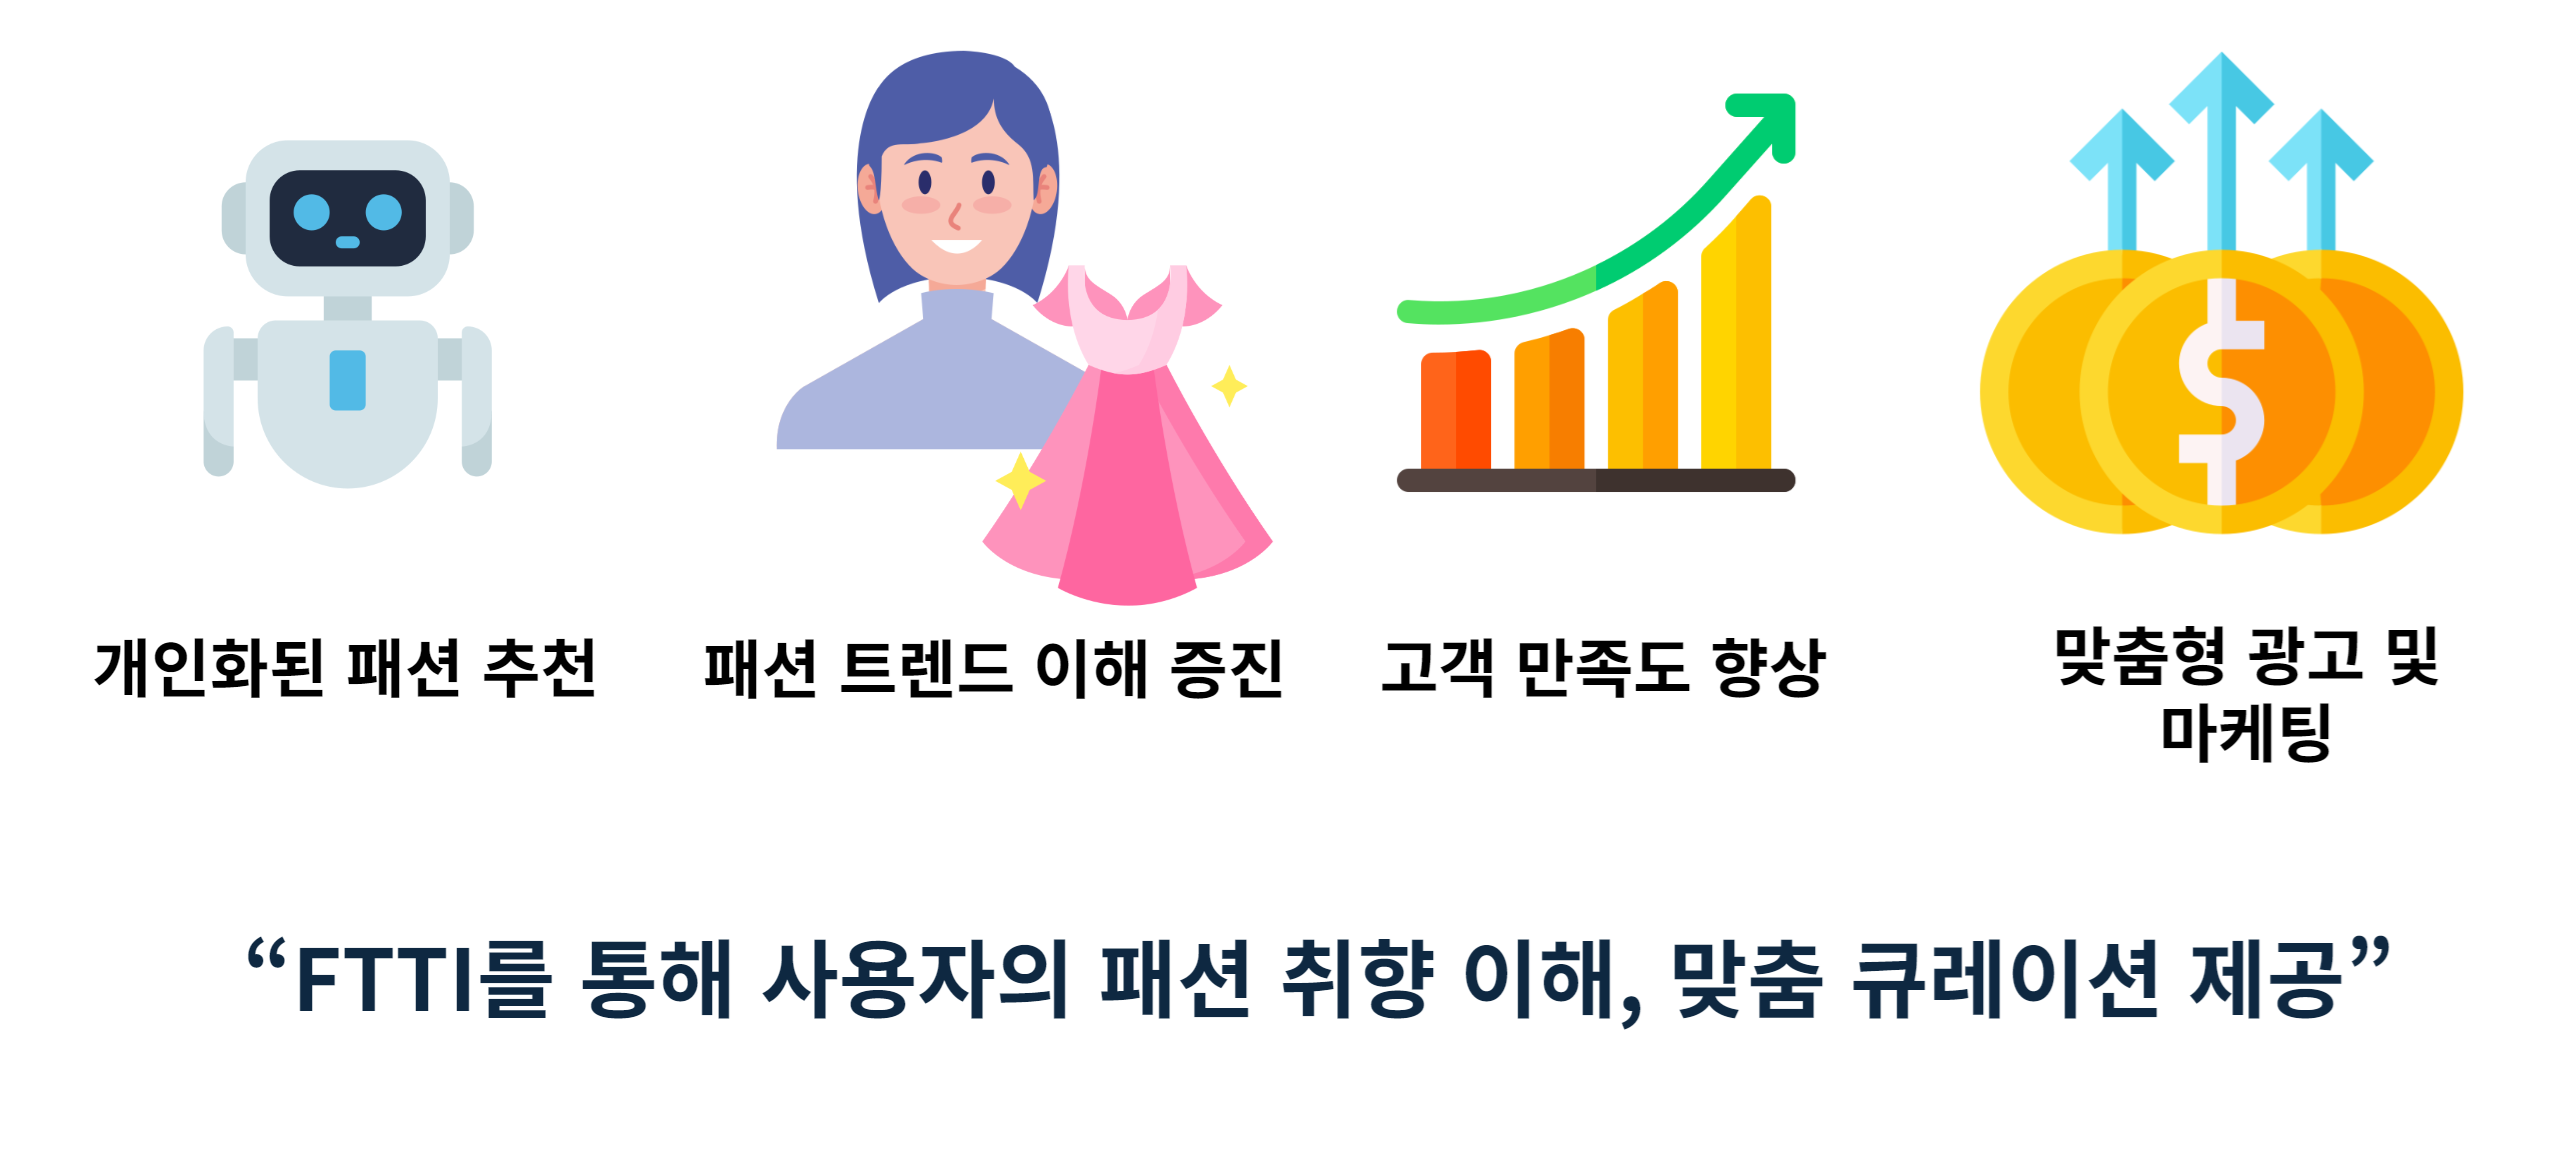 개인화된 패션 추천
패션 트렌드 이해 증진
고객 만족도 향상
맞춤형 광고 및
마케팅
“FTTI를 통해 사용자의 패션 취향 이해, 맞춤 큐레이션 제공”